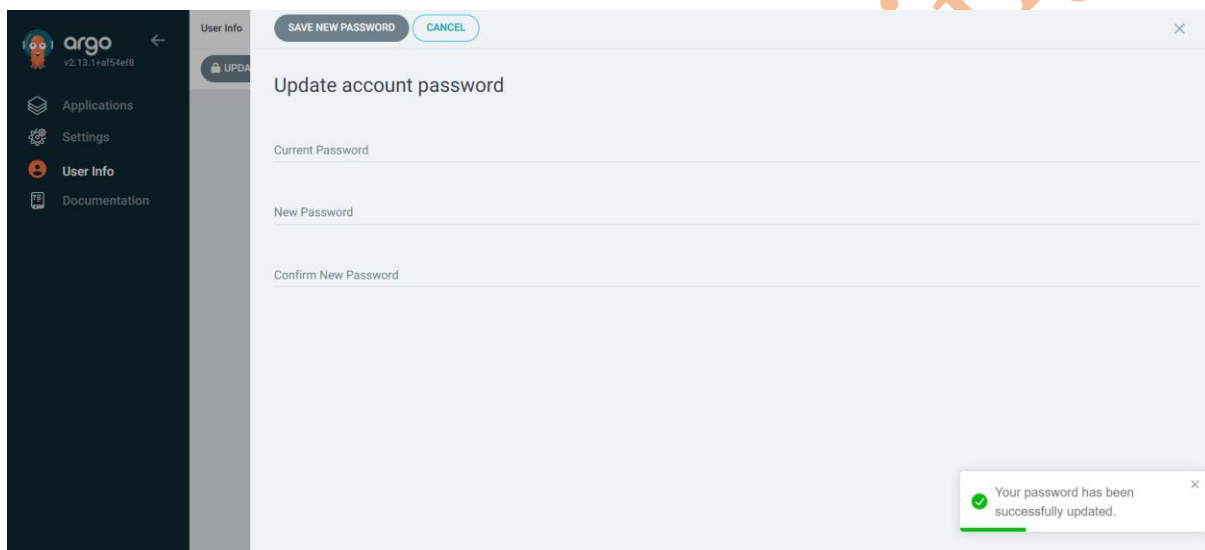 argo
v2.13.1+af54ef8
Applications
Settings
User Info
Documentation
User Info
UPDA
SAVE NEW PASSWORD
CANCEL
Update account password
Current Password
New Password
Confirm New Password
Your password has been
successfully updated.